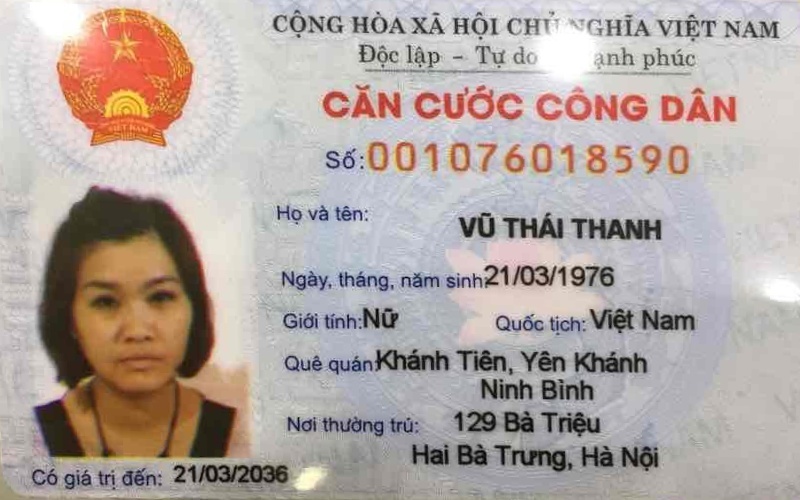 CỘNG HÒA XÃ HỘI CHỦ NGHĨA VIỆT NAM
Độc lập – Tự do ạnh phúc
CĂN CƯỚC CÔNG DÂN
VIỆT NAM
Số: 001076018590
Họ và tên: VŨ THÁI THANH
Ngày, tháng, năm sinh: 21/03/1976
Giới tính: Nữ Quốc tịch: Việt Nam
Quê quán: Khánh Tiên, Yên Khánh
Ninh Bình
Nơi thường trú: 129 Bà Triệu
Hai Bà Trưng, Hà Nội
Có giá trị đến: 21/03/2036